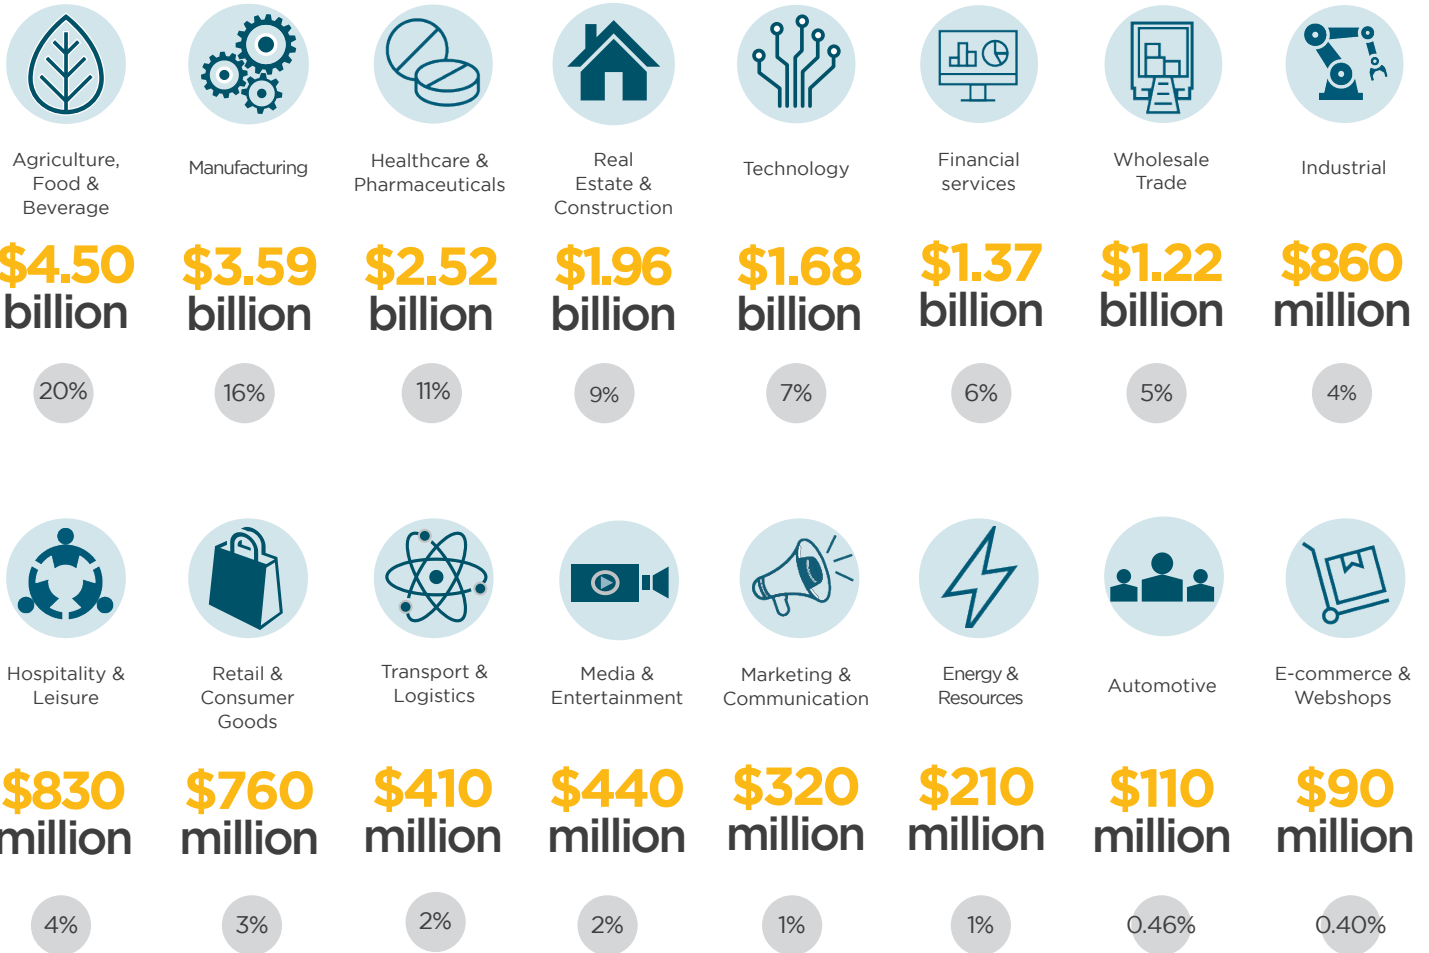 Agriculture,
Food &
Beverage
$4.50
billion
20%
Manufacturing
$3.59
billion
16%
Healthcare &
Pharmaceuticals
$2.52
billion
11%
Real
Estate &
Construction
$1.96
billion
9%
Technology
$1.68
billion
7%
Financial
services
$1.37
billion
6%
Wholesale
Trade
$1.22
billion
5%
Industrial
$860
million
4%
Hospitality &
Leisure
$830
million
4%
Retail &
Consumer
Goods
$760
million
3%
Transport &
Logistics
$410
million
2%
Media &
Entertainment
$440
million
2%
Marketing &
Communication
$320
million
1%
Energy &
Resources
$210
million
1%
Automotive
$110
million
0.46%
E-commerce &
Webshops
$90
million
0.40%